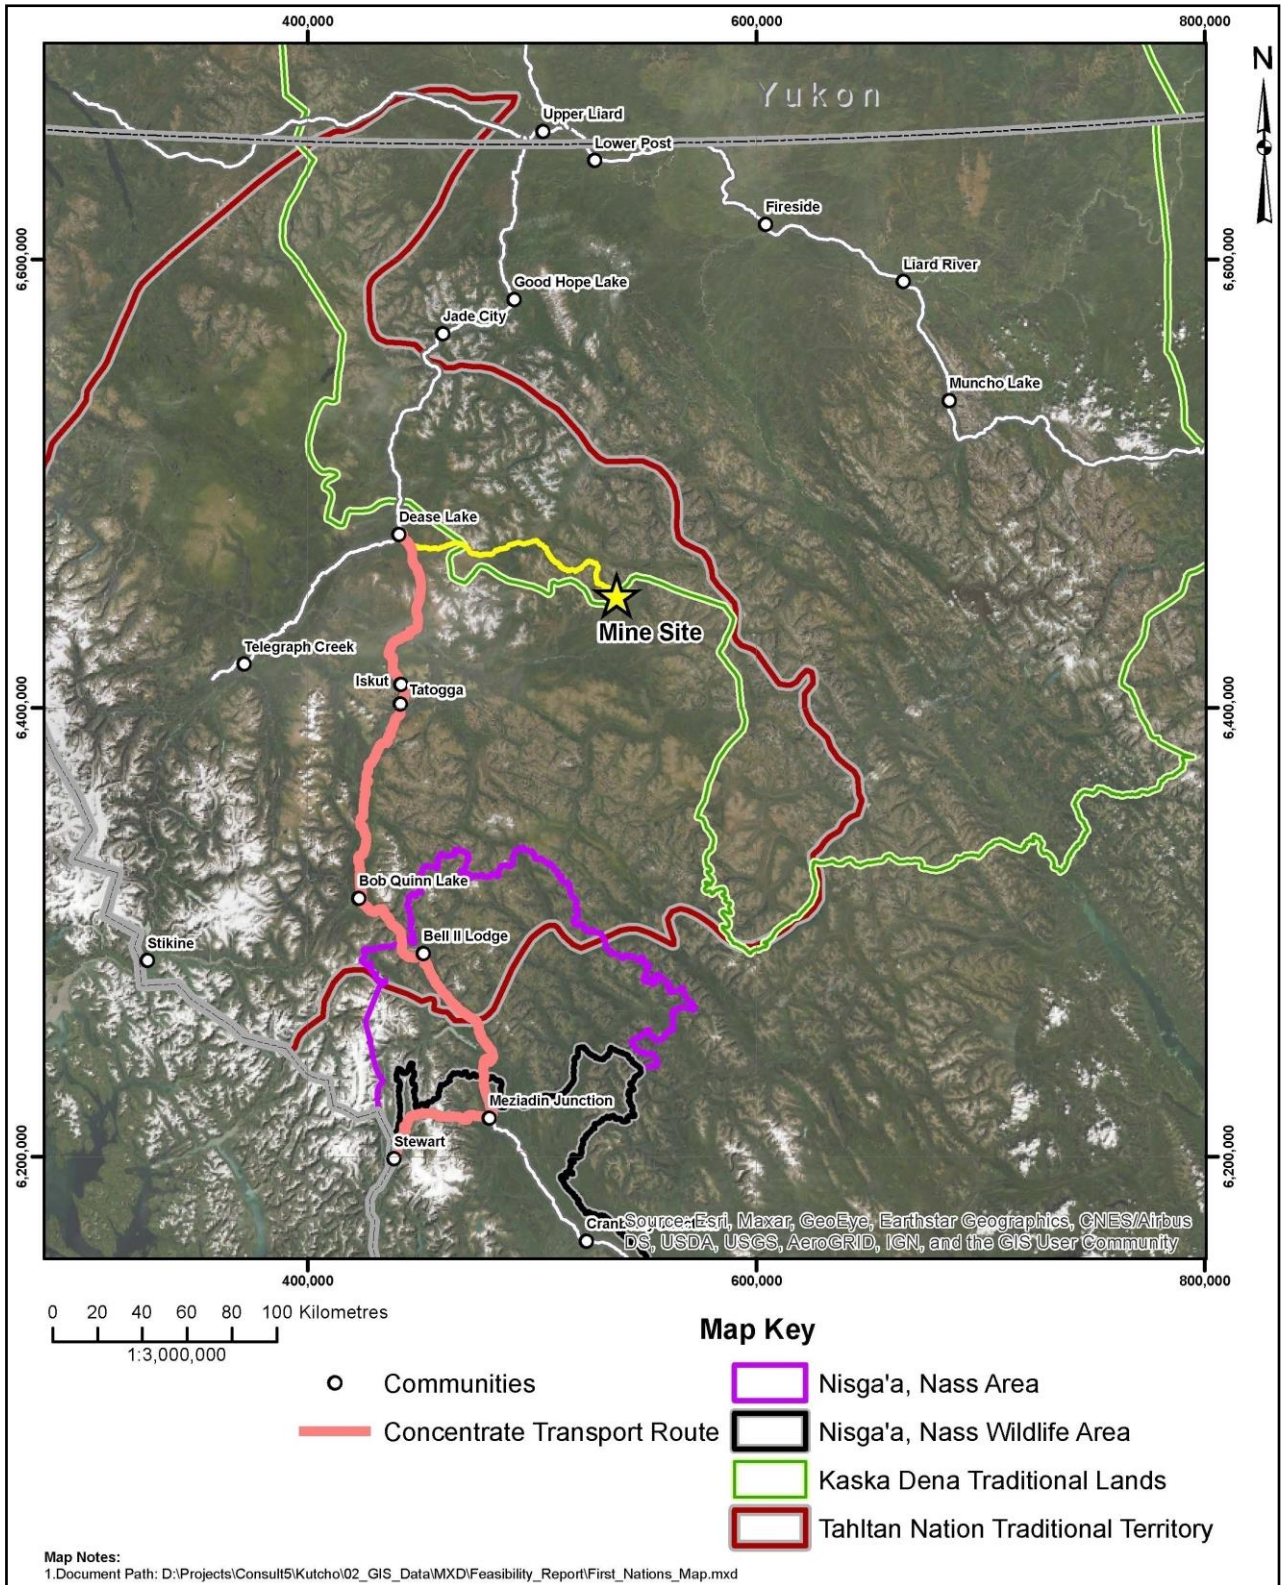 400,000
600,000
800,000
N
Yukon
Upper Liard
Lower Post
Fireside
6,600,000
6,600,000
Liard River
Good Hope Lake
Jade City
Muncho Lake
Dease Lake
Mine Site
Telegraph Creek
Iskut
Tatogga
6,400,000
6,400,000
Bob Quinn Lake
Bell II Lodge
Stikine
Meziadin Junction
Stewart
6,200,000
6,200,000
Source: Esri, Maxar, GeoEye, Earthstar Geographics, CNES/Airbus
DS, USDA, USGS, AeroGRID, IGN, and the GIS User Community
400,000
600,000
800,000
0 20 40 60 80 100 Kilometres
1:3,000,000
Map Key
Communities
Concentrate Transport Route
Nisga'a, Nass Area
Nisga'a, Nass Wildlife Area
Kaska Dena Traditional Lands
Tahltan Nation Traditional Territory
Map Notes:
1.Document Path: D:\Projects\Consult5\Kutcho\02_GIS_Data\MXD\Feasibility_Report\First_Nations_Map.mxd